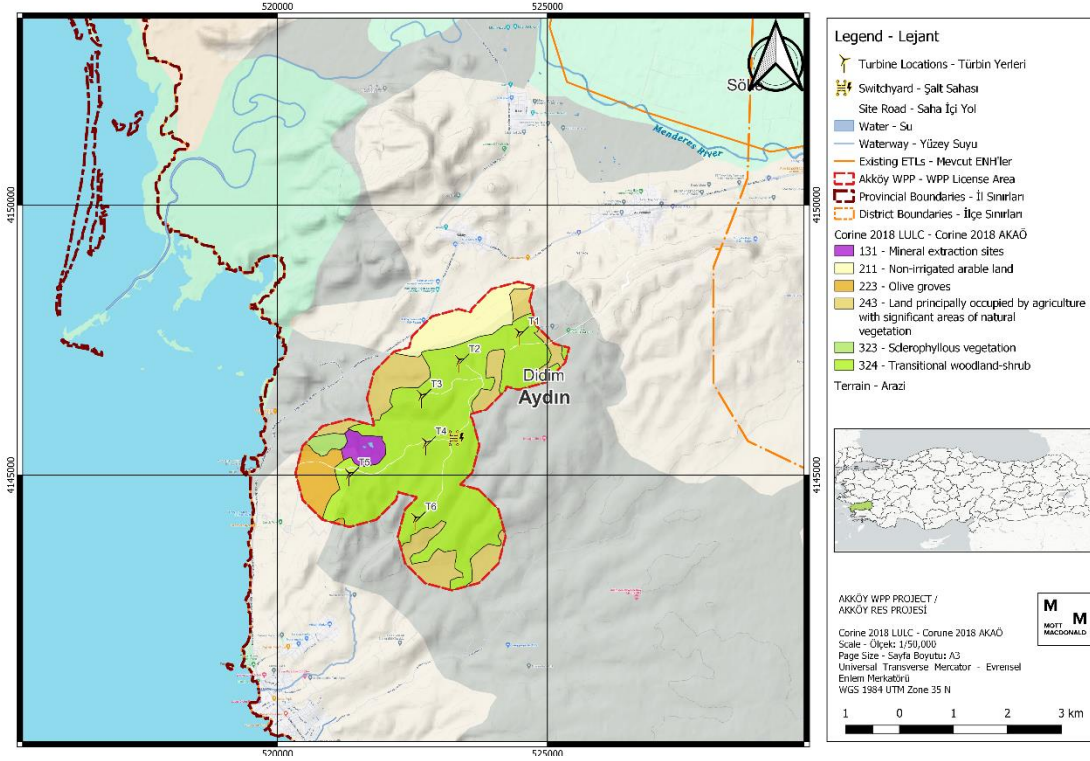 520000
525000
4150000
4145000
4150000
4145000
520000
525000
Menderes River
T1
T2
T3
T4
T5
T6
Didim
Aydın
Legend - Lejant
Turbine Locations - Türbin Yerleri
Switchyard - Şalt Sahası
Site Road - Saha İçi Yol
Water - Su
Waterway - Yüzey Suyu
Existing ETLs - Mevcut ENH'ler
Akköy WPP - WPP License Area
Provincial Boundaries - İl Sınırları
District Boundaries - İlçe Sınırları
Corine 2018 LULC - Corine 2018 AKAÖ
131 - Mineral extraction sites
211 - Non-irrigated arable land
223 - Olive groves
243 - Land principally occupied by agriculture
with significant areas of natural
vegetation
323 - Sclerophyllous vegetation
324 - Transitional woodland-shrub
Terrain - Arazi
AKKÖY WPP PROJECT /
AKKÖY RES PROJESİ
M
M
MOTT
MACDONALD
Corine 2018 LULC - Corune 2018 AKAÖ
Scale - Ölçek: 1/50,000
Page Size - Sayfa Boyutu: A3
Universal Transverse Mercator - Evrensel
Enlem Merkatörü
WGS 1984 UTM Zone 35 N
1 0 1 2 3 km